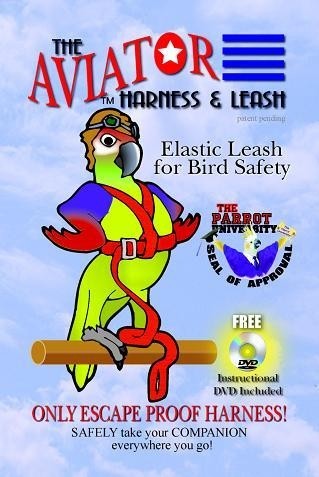 THE
AVIATOR
TM HARNESS & LEASH
patent pending
Elastic Leash
for Bird Safety
THE
PARROT
UNIVERSITY
SEAL OF APPROVAL
D
FREE
DVD
Instructional
DVD Included
ONLY ESCAPE PROOF HARNESS!
SAFELY take your COMPANION
everywhere you go!